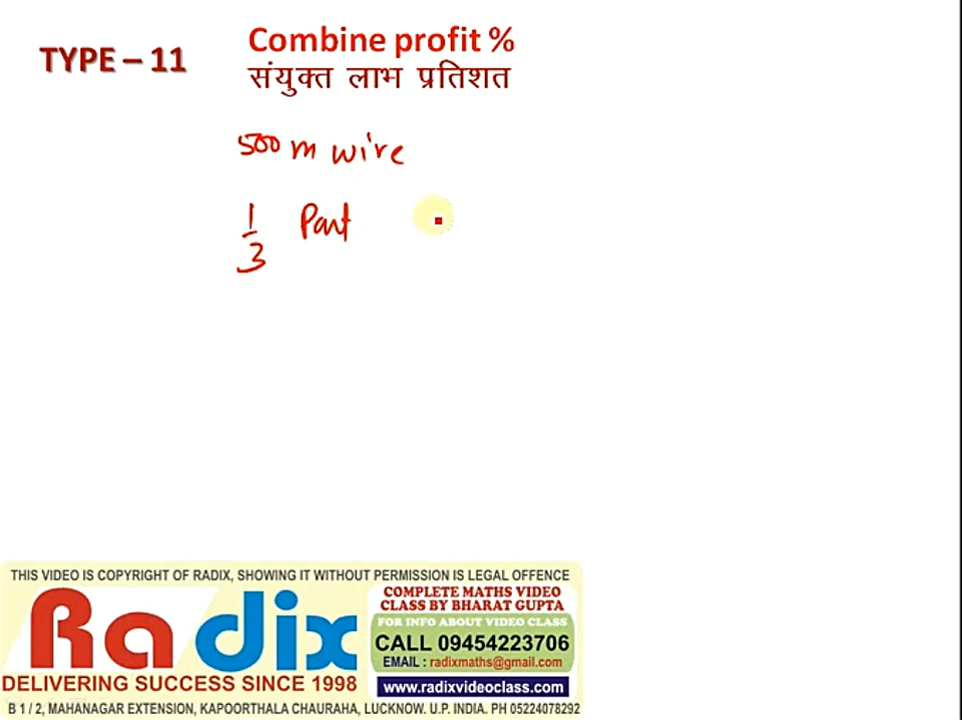 TYPE – 11
Combine profit %
संयुक्त लाभ प्रतिशत
500 m wire
1/3 Part
THIS VIDEO IS COPYRIGHT OF RADIX, SHOWING IT WITHOUT PERMISSION IS LEGAL OFFENCE
Radix
DELIVERING SUCCESS SINCE 1998
COMPLETE MATHS VIDEO
CLASS BY BHARAT GUPTA
FOR INFO ABOUT VIDEO CLASS
CALL 09454223706
EMAIL : radixmaths@gmail.com
www.radixvideoclass.com
B 1 / 2, MAHANAGAR EXTENSION, KAPOORTHALA CHAURAHA, LUCKNOW. U.P. INDIA. PH 05224078292